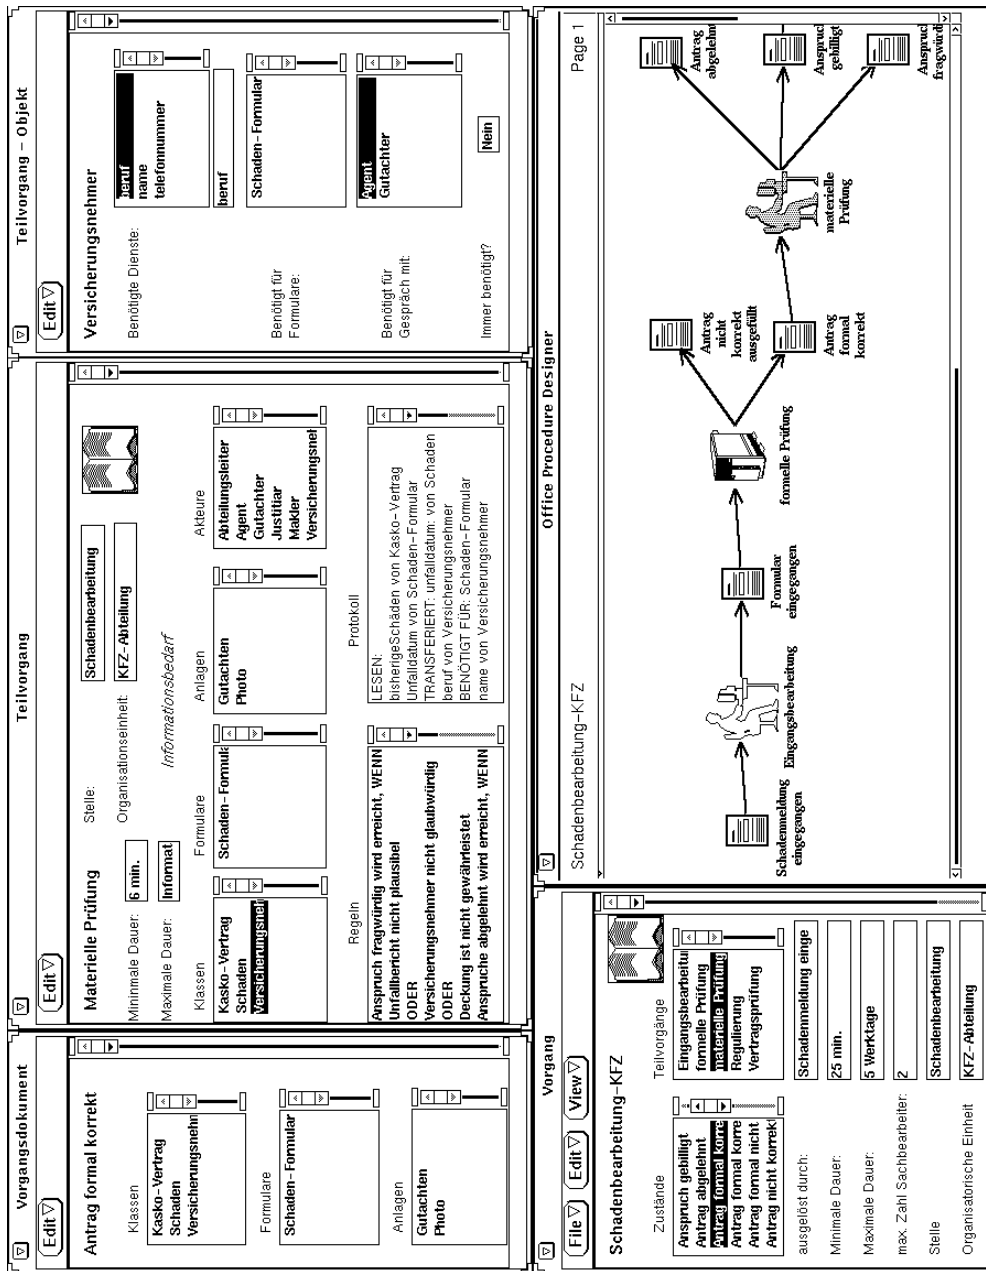 Vorgangsdokument
Edit
Antrag formal korrekt
Klassen
Kasko-Vertrag
Schaden
Versicherungsnehm
Formulare
Schaden-Formular
Anlagen
Gutachten
Photo
Teilvorgang
Edit
Materielle Prüfung
Stelle:
Schadenbearbeitung
Mininmale Dauer:
6 min.
Organisationseinheit:
KFZ-Abteilung
Maximale Dauer:
Informat
Informationsbedarf
Klassen
Formulare
Anlagen
Akteure
Kasko-Vertrag
Schaden
Versicherungsneh
Schaden-Formula
Gutachten
Photo
Abteilungsleiter
Agent
Gutachter
Justitiar
Makler
Versicherungsnel
Regeln
Protokoll
Anspruch fragwürdig wird erreicht, WENN
Unfallbericht nicht plausibel
ODER
Versicherungsnehmer nicht glaubwürdig
ODER
Deckung ist nicht gewährleistet
Anspruche abgelehnt wird erreicht, WENN
LESEN:
bisherigeSchäden von Kasko-Vertrag
Unfalldatum von Schaden-Formular
TRANSFERIERT: unfalldatum: von Schaden
beruf von Versicherungsnehmer
BENÖTIGT FÜR: Schaden-Formular
name von Versicherungsnehmer
Teilvorgang - Objekt
Edit
Versicherungsnehmer
Benötigte Dienste:
beruf
name
telefonnummer
beruf
Benötigt für
Formulare:
Schaden-Formular
Benötigt für
Gespräch mit:
Agent
Gutachter
Immer benötigt?
Nein
Vorgang
File
Edit
View
Schadenbearbeitung-KFZ
Zustände
Teilvorgänge
Anspruch gebilligt
Antrag abgelehnt
Antrag formal korre
Antrag formal korre
Antrag formal nicht
Antrag nicht korrek
Eingangsbearbeitu
formelle Prüfung
materielle Prüfung
Regulierung
Vertragsprüfung
ausgelöst durch:
Schadenmeldung einge
Minimale Dauer:
25 min.
Maximale Dauer:
5 Werktage
max. Zahl Sachbearbeiter:
2
Stelle
Schadenbearbeitung
Organisatorische Einheit
KFZ-Abteilung
Office Procedure Designer
Schadenbearbeitung-KFZ
Page 1
Schadenmeldung
eingegangen
Eingangsbearbeitung
Formular
eingegangen
formelle Prüfung
Antrag
nicht
korrekt
ausgefüllt
Antrag
formal
korrekt
materielle
Prüfung
Antrag
abgelehnt
Anspruch
gebilligt
Anspruc
fragwürdi